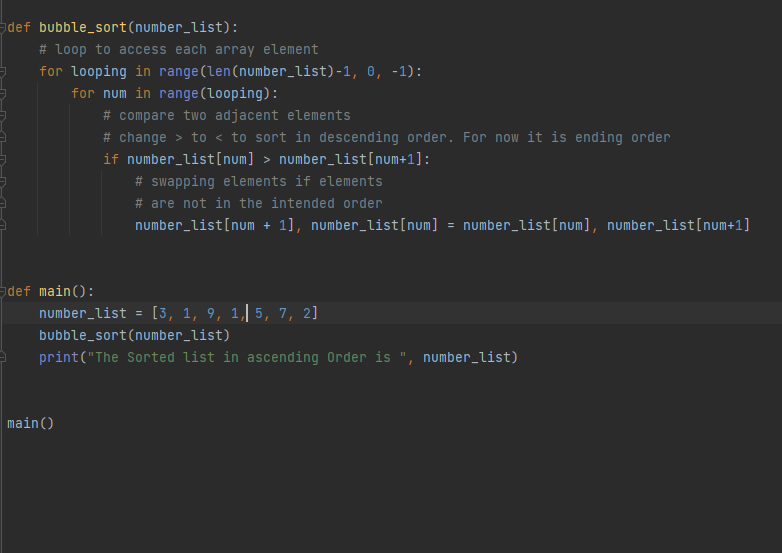 def bubble_sort(number_list):
    # loop to access each array element
    for looping in range(len(number_list)-1, 0, -1):
        for num in range(looping):
            # compare two adjacent elements
            # change > to < to sort in descending order. For now it is ending order
            if number_list[num] > number_list[num+1]:
                # swapping elements if elements
                # are not in the intended order
                number_list[num + 1], number_list[num] = number_list[num], number_list[num+1]
def main():
    number_list = [3, 1, 9, 1, 5, 7, 2]
    bubble_sort(number_list)
    print("The Sorted list in ascending Order is ", number_list)
main()